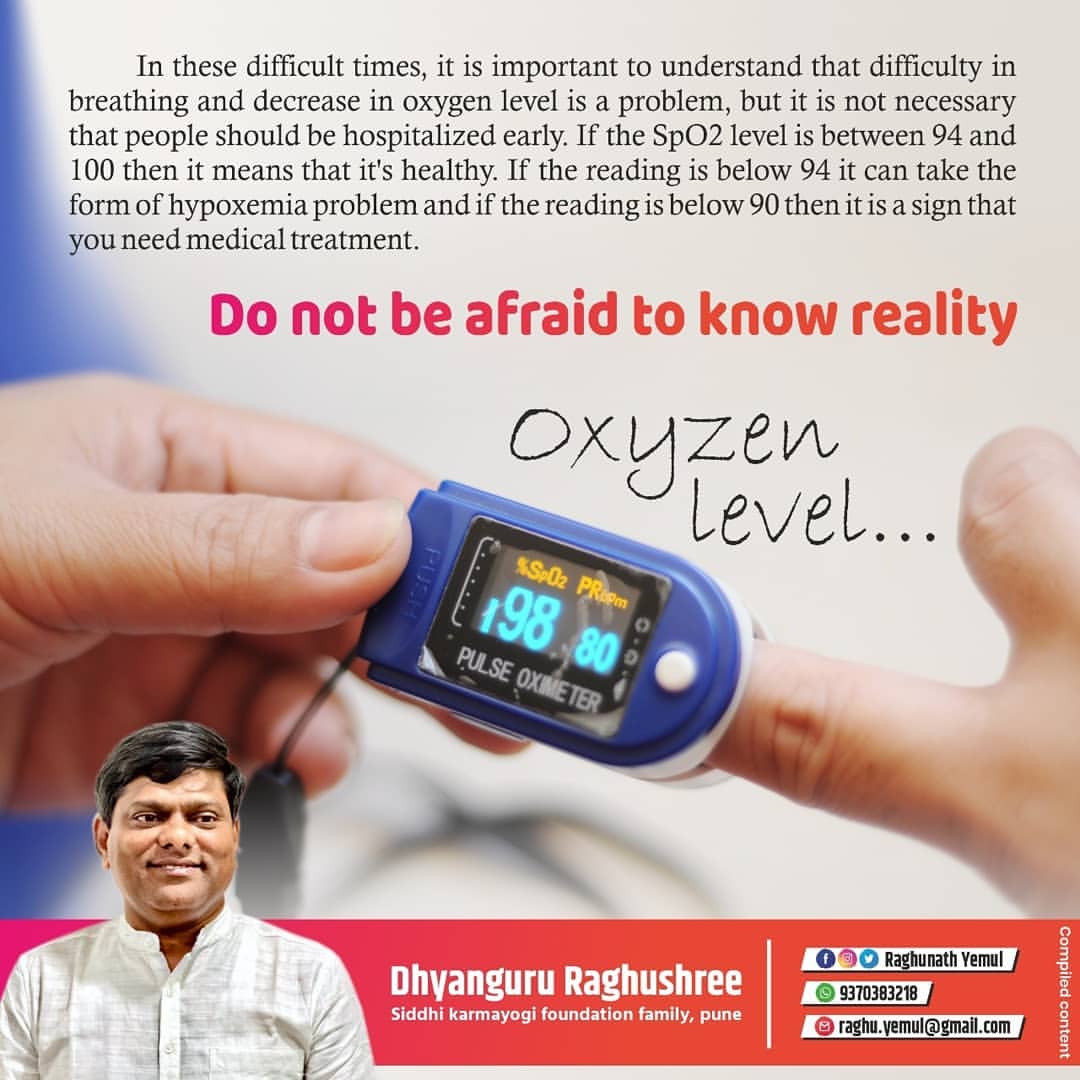 In these difficult times, it is important to understand that difficulty in
breathing and decrease in oxygen level is a problem, but it is not necessary
that people should be hospitalized early. If the SpO2 level is between 94 and
100 then it means that it's healthy. If the reading is below 94 it can take the
form of hypoxemia problem and if the reading is below 90 then it is a sign that
you need medical treatment.
Do not be afraid to know reality
Oxyzen
level...
PUSH
%SpO2 PRbpm
98 80
PULSE OXIMETER
Dhyanguru Raghushree
Siddhi karmayogi foundation family, pune
Raghunath Yemul
9370383218
raghu.yemul@gmail.com
Compiled content